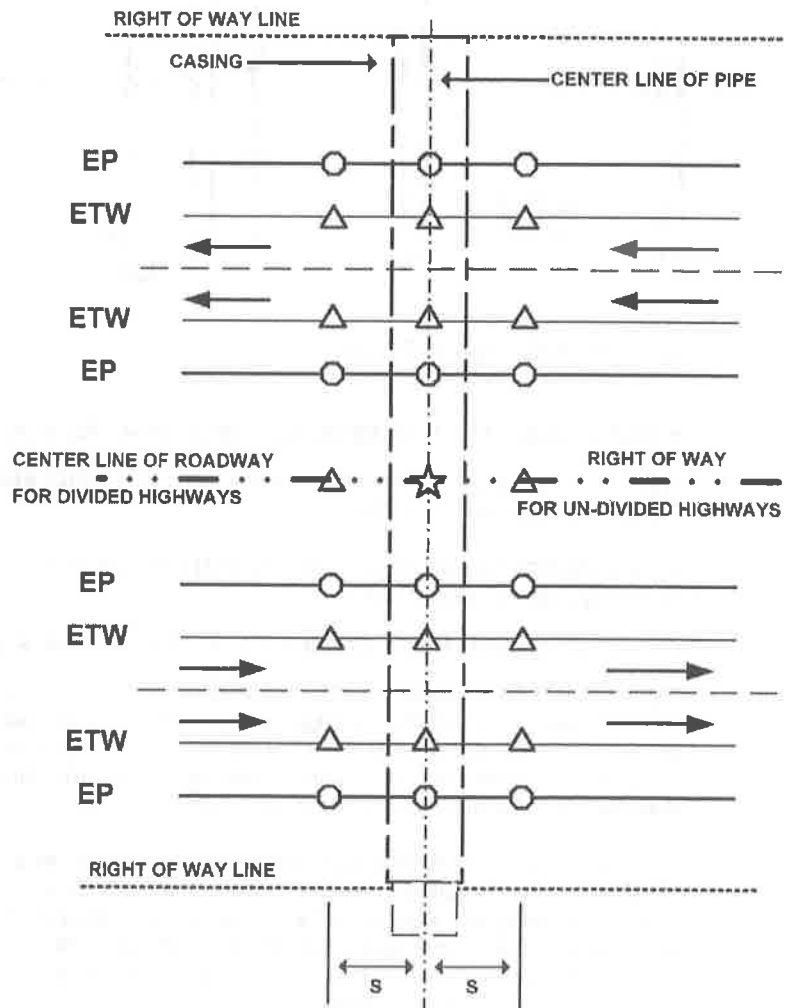 RIGHT OF WAY LINE
CASING
CENTER LINE OF PIPE
EP
ETW
ETW
EP
CENTER LINE OF ROADWAY
RIGHT OF WAY
FOR DIVIDED HIGHWAYS
FOR UN-DIVIDED HIGHWAYS
EP
ETW
ETW
EP
RIGHT OF WAY LINE
S
S